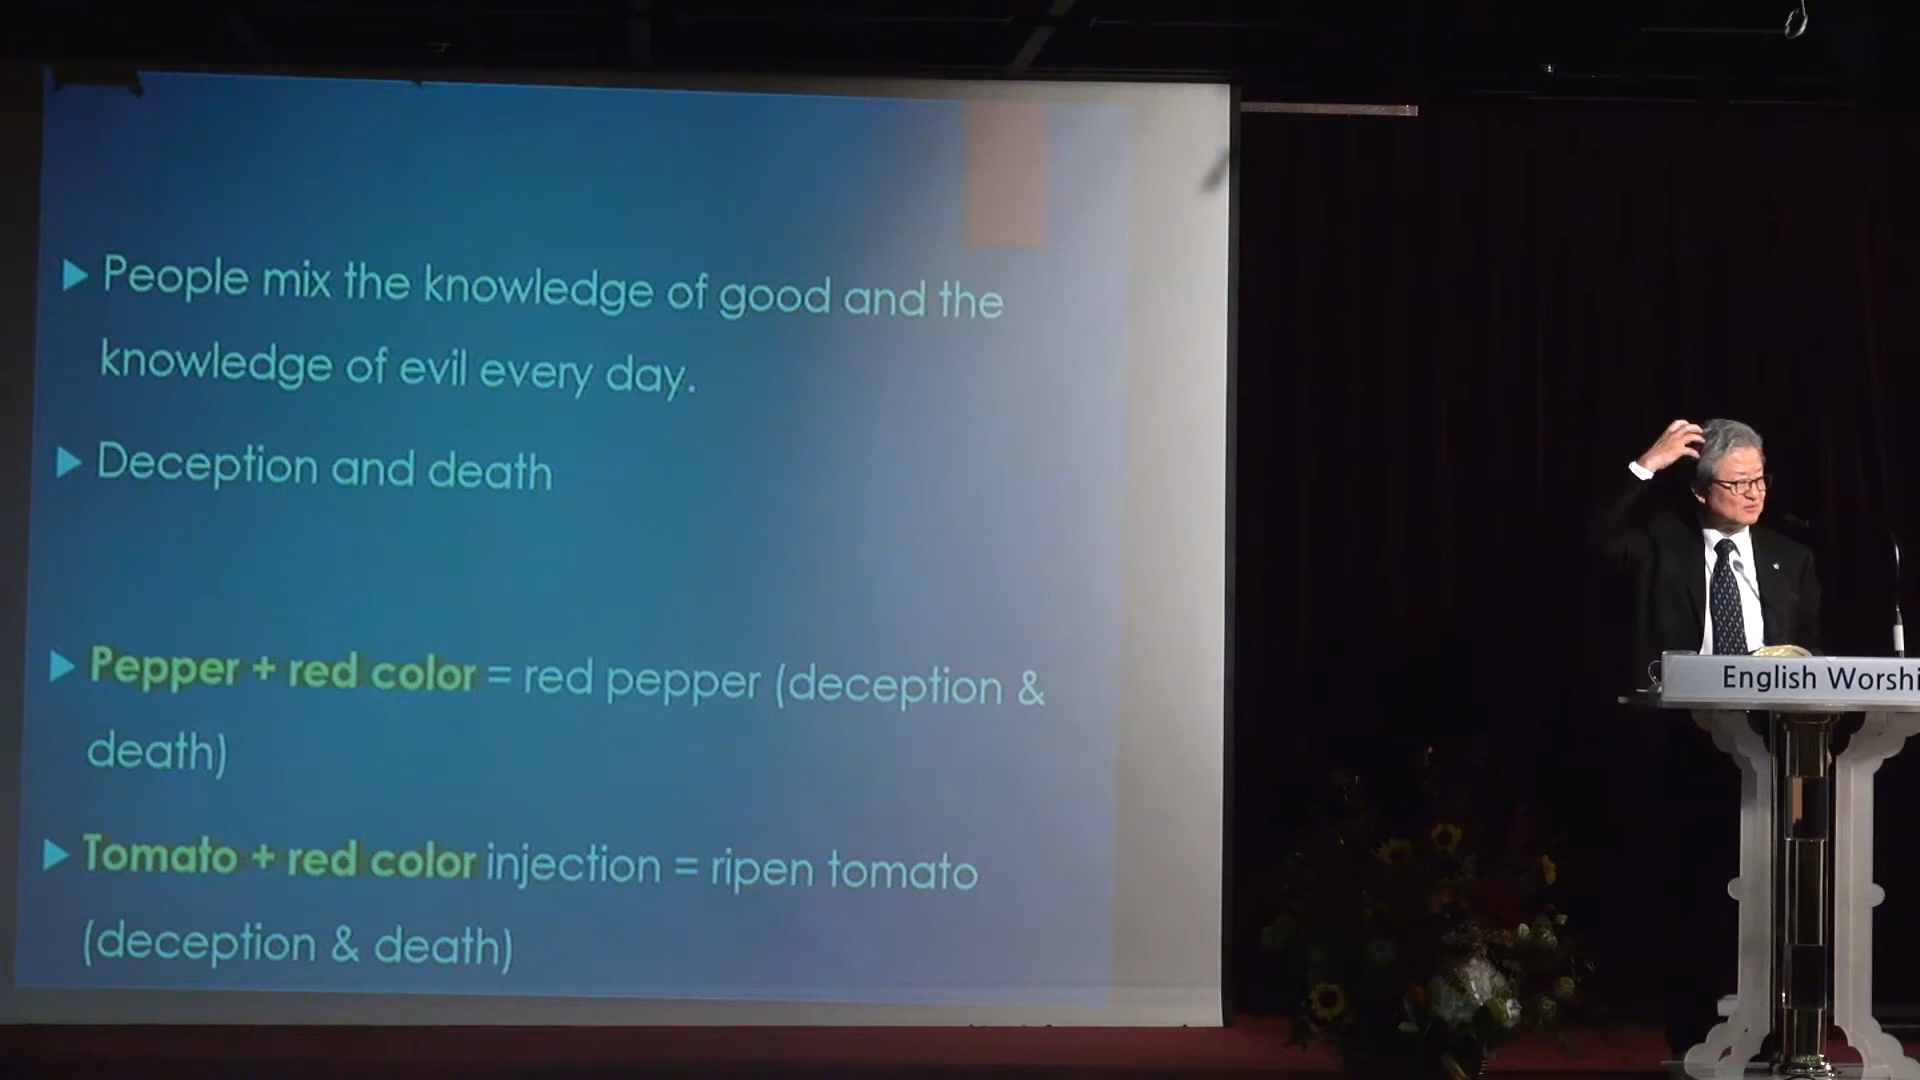 People mix the knowledge of good and the
knowledge of evil every day.
Deception and death
Pepper + red color = red pepper (deception &
death)
Tomato + red color injection = ripen tomato
(deception & death)
English Worshi